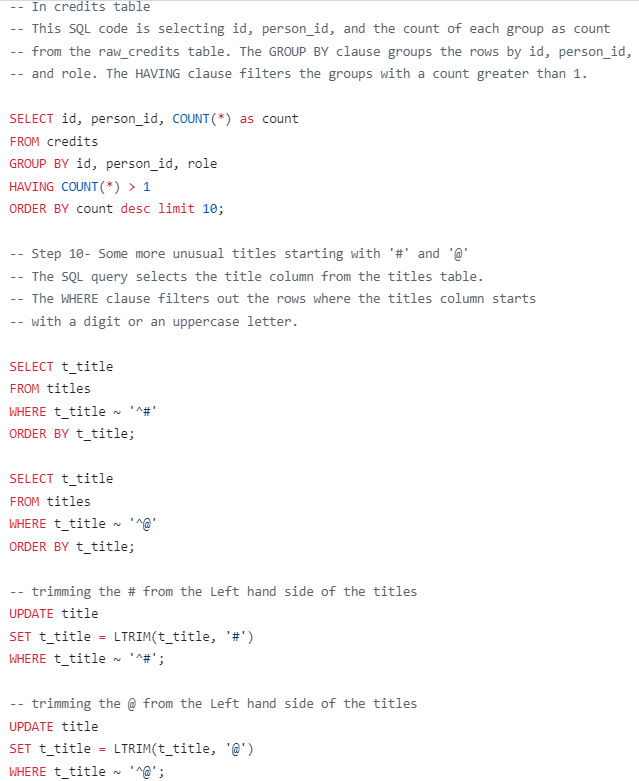 -- In credits table
-- This SQL code is selecting id, person_id, and the count of each group as count
-- from the raw_credits table. The GROUP BY clause groups the rows by id, person_id,
-- and role. The HAVING clause filters the groups with a count greater than 1.
SELECT id, person_id, COUNT(*) as count
FROM credits
GROUP BY id, person_id, role
HAVING COUNT(*) > 1
ORDER BY count desc limit 10;
-- Step 10- Some more unusual titles starting with '#' and '@'
-- The SQL query selects the title column from the titles table.
-- The WHERE clause filters out the rows where the titles column starts
-- with a digit or an uppercase letter.
SELECT t_title
FROM titles
WHERE t_title ~ '^#'
ORDER BY t_title;
SELECT t_title
FROM titles
WHERE t_title ~ '^@'
ORDER BY t_title;
-- trimming the # from the Left hand side of the titles
UPDATE title
SET t_title = LTRIM(t_title, '#')
WHERE t_title ~ '^#';
-- trimming the @ from the Left hand side of the titles
UPDATE title
SET t_title = LTRIM(t_title, '@')
WHERE t_title ~ '^@';